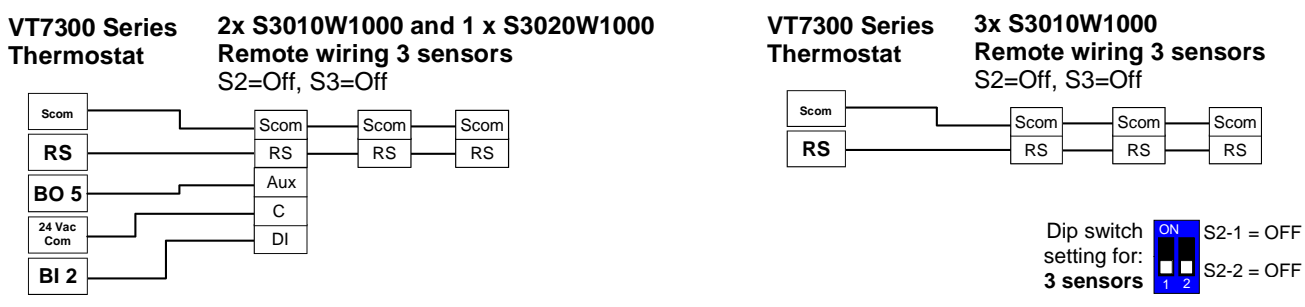 VT7300 Series
Thermostat
2x S3010W1000 and 1 x S3020W1000
Remote wiring 3 sensors
S2=Off, S3=Off
Scom
RS
BO 5
24 Vac
Com
BI 2
Scom Scom Scom
RS RS RS
Aux
C
DI
VT7300 Series
Thermostat
3x S3010W1000
Remote wiring 3 sensors
S2=Off, S3=Off
Scom
RS
Scom Scom Scom
RS RS RS
Dip switch
setting for:
3 sensors
ON
1 2
S2-1 = OFF
S2-2 = OFF